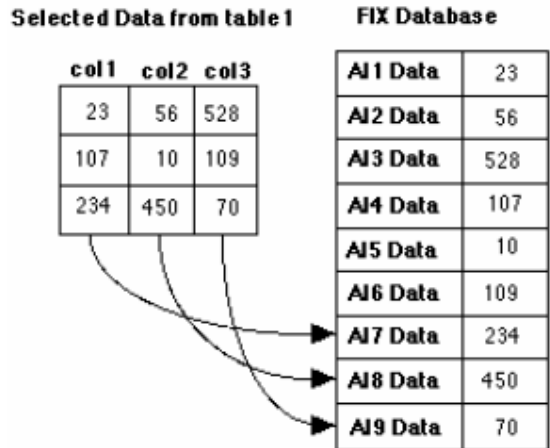 Selected Data from table1
FIX Database
col1 col2 col3
23 56 528
107 10 109
234 450 70
AI1 Data 23
AI2 Data 56
AI3 Data 528
AI4 Data 107
AI5 Data 10
AI6 Data 109
AI7 Data 234
AI8 Data 450
AI9 Data 70